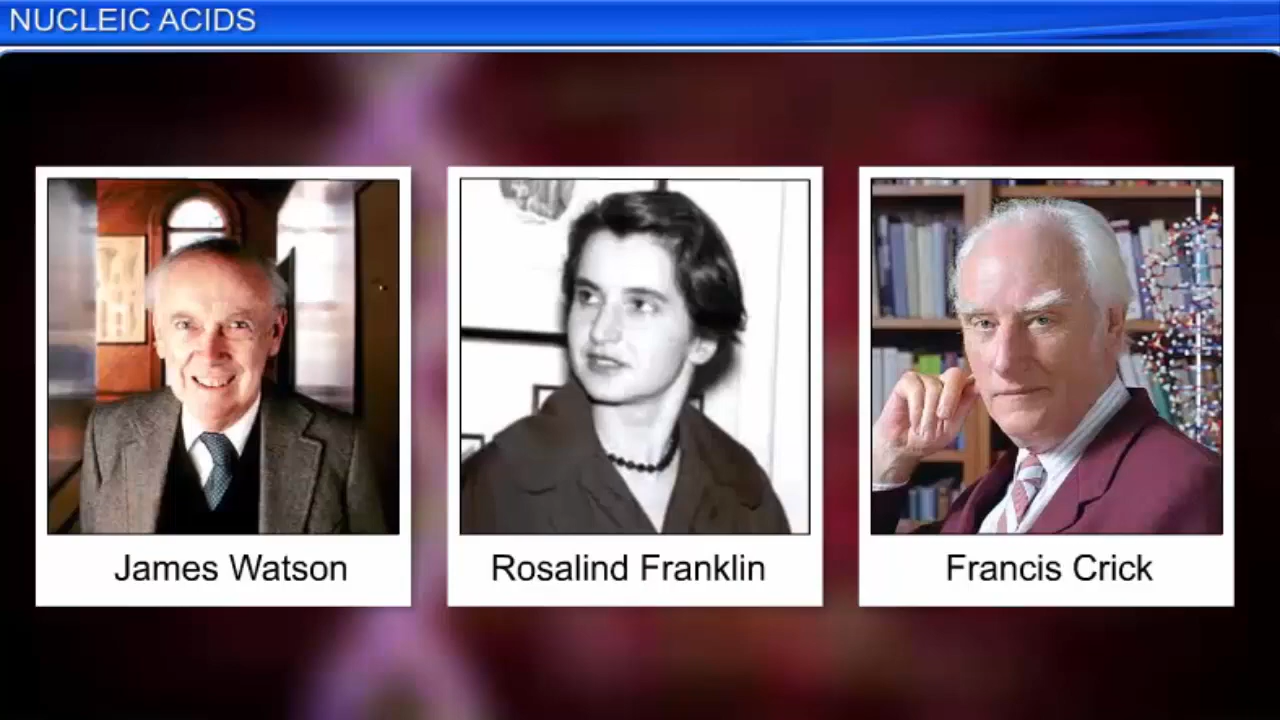 NUCLEIC ACIDS
James Watson
Rosalind Franklin
Francis Crick